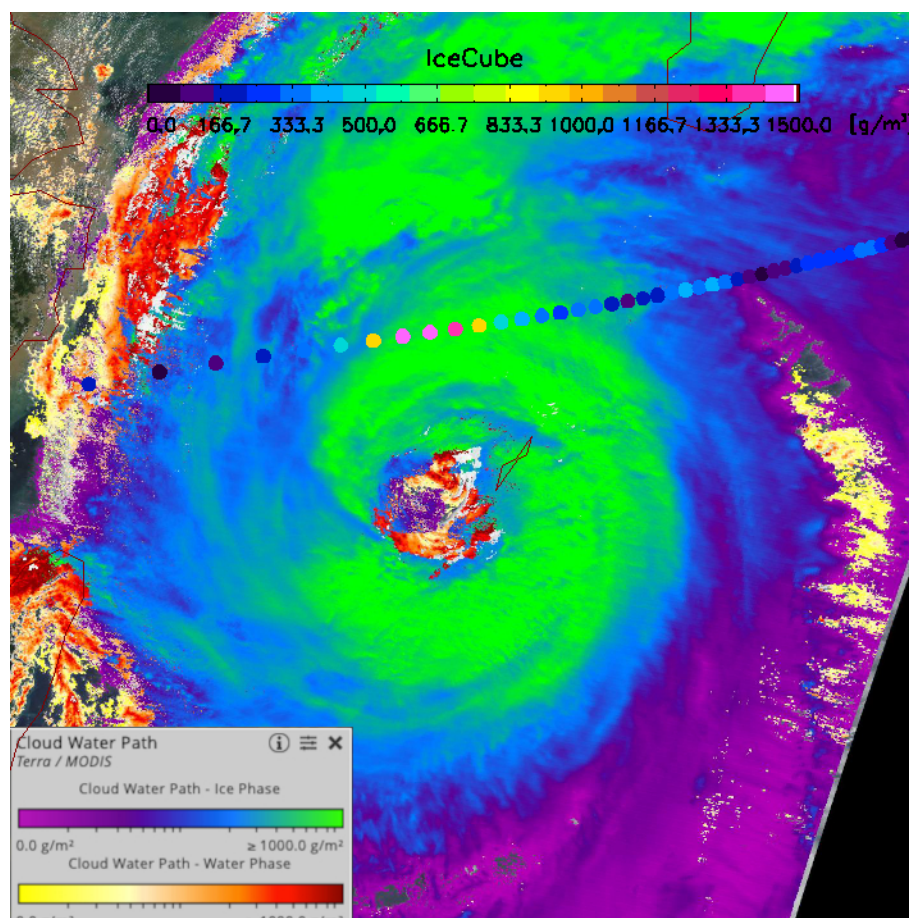 IceCube
0.0 166.7 333.3 500.0 666.7 833.3 1000.0 1166.7 1333.3 1500.0 [g/m²]
Cloud Water Path
Terra / MODIS
Cloud Water Path - Ice Phase
0.0 g/m² ≥ 1000.0 g/m²
Cloud Water Path - Water Phase